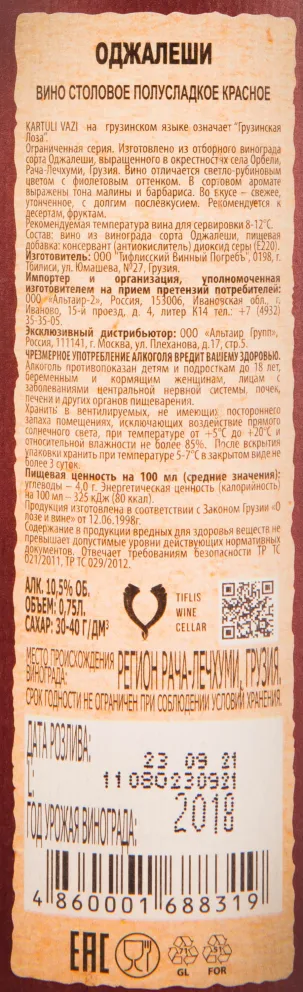 ОДЖАЛЕШИ
ВИНО СТОЛОВОЕ ПОЛУСЛАДКОЕ КРАСНОЕ
KARTULI VAZI на грузинском языке означает "Грузинская
Лоза".
Ограниченная серия. Изготовлено из отборного винограда
сорта Оджалеши, выращенного в окрестностях села Орбели,
Рача-Лечхуми, Грузия. Вино отличается светло-рубиновым
цветом с фиолетовым оттенком. В сортовом аромате
выражены тона малины и барбариса. Во вкусе – свежее,
утонченное, с долгим послевкусием. Рекомендуется к
десертам, фруктам.
Рекомендуемая температура вина для сервировки 8-12°С.
Состав: вино из винограда сорта Оджалеши, пищевая
добавка: консервант (антиокислитель) диоксид серы (Е220).
Изготовитель: ООО "Тифлисский Винный Погребъ", 0198, г.
Тбилиси, ул. Юмашева, №27, Грузия.
Импортер и организация, уполномоченная
изготовителем на прием претензий потребителей:
ООО «Альтаир-2», Россия, 153006, Ивановская обл., г.
Иваново, 15-й проезд, д. 4, литер К14 тел.: +7 (4932)
35-35-05.
Эксклюзивный дистрибьютор: ООО «Альтаир Групп»,
Россия, 111141, г. Москва, ул. Плеханова, д.17, стр.5.
ЧРЕЗМЕРНОЕ УПОТРЕБЛЕНИЕ АЛКОГОЛЯ ВРЕДИТ ВАШЕМУ ЗДОРОВЬЮ.
Алкоголь противопоказан детям и подросткам до 18 лет,
беременным и кормящим женщинам, лицам с
заболеваниями центральной нервной системы, почек,
печени и других органов пищеварения.
Хранить в вентилируемых, не имеющих постороннего
запаха помещениях, исключающих воздействие прямого
солнечного света, при температуре от +5°С до +20°С и
относительной влажности не более 85%. После вскрытия
упаковки хранить при температуре 5-7°С в закрытом виде не
более 3 суток.
Пищевая ценность на 100 мл (средние значения):
углеводы – 4,0 г. Энергетическая ценность (калорийность)
на 100 мл – 325 кДж (80 ккал).
Продукция изготовлена в соответствии с Законом Грузии «О
лозе и вине» от 12.06.1998г.
Содержание в продукции вредных для здоровья веществ не
превышает допустимые уровни действующих нормативных
документов. Отвечает требованиям безопасности ТР ТС
021/2011, ТР ТС 029/2012.
АЛК. 10,5% ОБ.
ОБЪЕМ: 0,75Л.
САХАР: 30-40 Г/ДМ³
TIFLIS
WINE
CELLAR
МЕСТО ПРОИСХОЖДЕНИЯ
ВИНОГРАДА: РЕГИОН РАЧА-ЛЕЧХУМИ, ГРУЗИЯ.
СРОК ГОДНОСТИ НЕ ОГРАНИЧЕН ПРИ СОБЛЮДЕНИИ УСЛОВИЙ ХРАНЕНИЯ.
ДАТА РОЗЛИВА: 23 09 21
L: 11080230921
ГОД УРОЖАЯ ВИНОГРАДА: 2018
4 860001 688319
EAC
71
GL
51
FOR